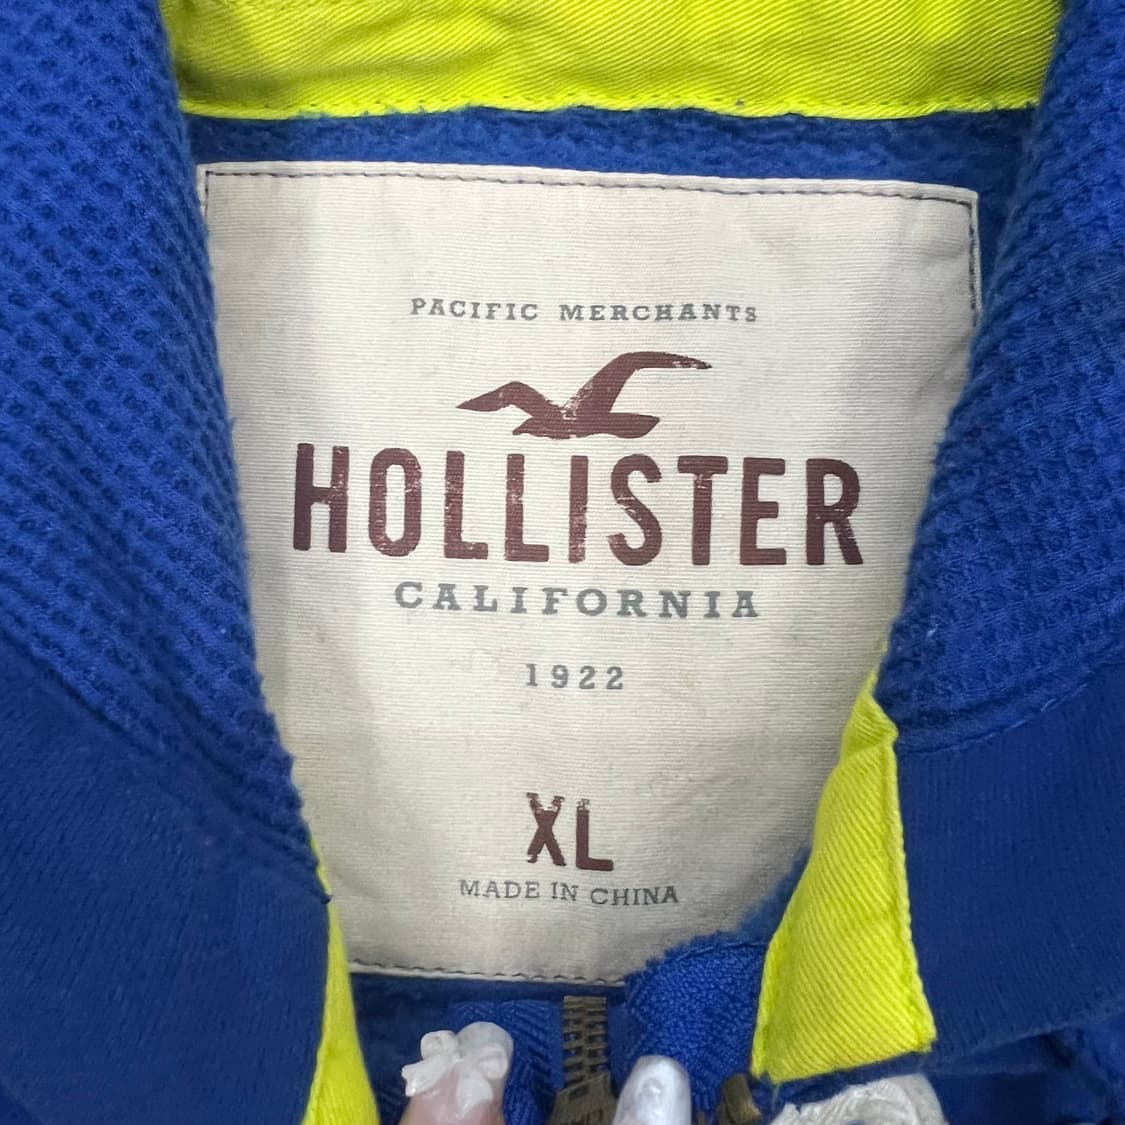 PACIFIC MERCHANTS
HOLLISTER
CALIFORNIA
1922
XL
MADE IN CHINA